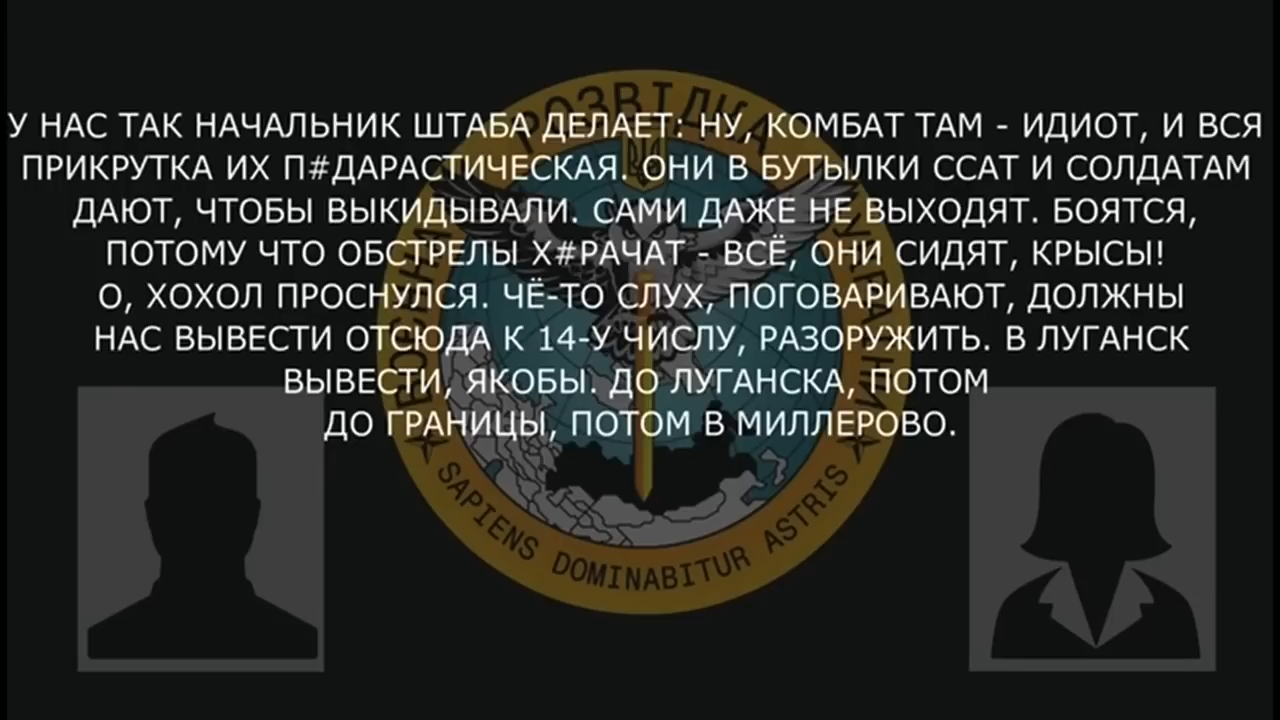 У НАС ТАК НАЧАЛЬНИК ШТАБА ДЕЛАЕТ: НУ, КОМБАТ ТАМ - ИДИОТ, И ВСЯ
ПРИКРУТКА ИХ П#ДАРАСТИЧЕСКАЯ. ОНИ В БУТЫЛКИ ССАТ И СОЛДАТАМ
ДАЮТ, ЧТОБЫ ВЫКИДЫВАЛИ. САМИ ДАЖЕ НЕ ВЫХОДЯТ. БОЯТСЯ,
ПОТОМУ ЧТО ОБСТРЕЛЫ Х#РАЧАТ - ВСЁ, ОНИ СИДЯТ, КРЫСЫ!
О, ХОХОЛ ПРОСНУЛСЯ. ЧЁ-ТО СЛУХ, ПОГОВАРИВАЮТ, ДОЛЖНЫ
НАС ВЫВЕСТИ ОТСЮДА К 14-У ЧИСЛУ, РАЗОРУЖИТЬ. В ЛУГАНСК
ВЫВЕСТИ, ЯКОБЫ. ДО ЛУГАНСКА, ПОТОМ
ДО ГРАНИЦЫ, ПОТОМ В МИЛЛЕРОВО.
РОЗВІДКА
SAPIENS DOMINABITUR ASTRIS